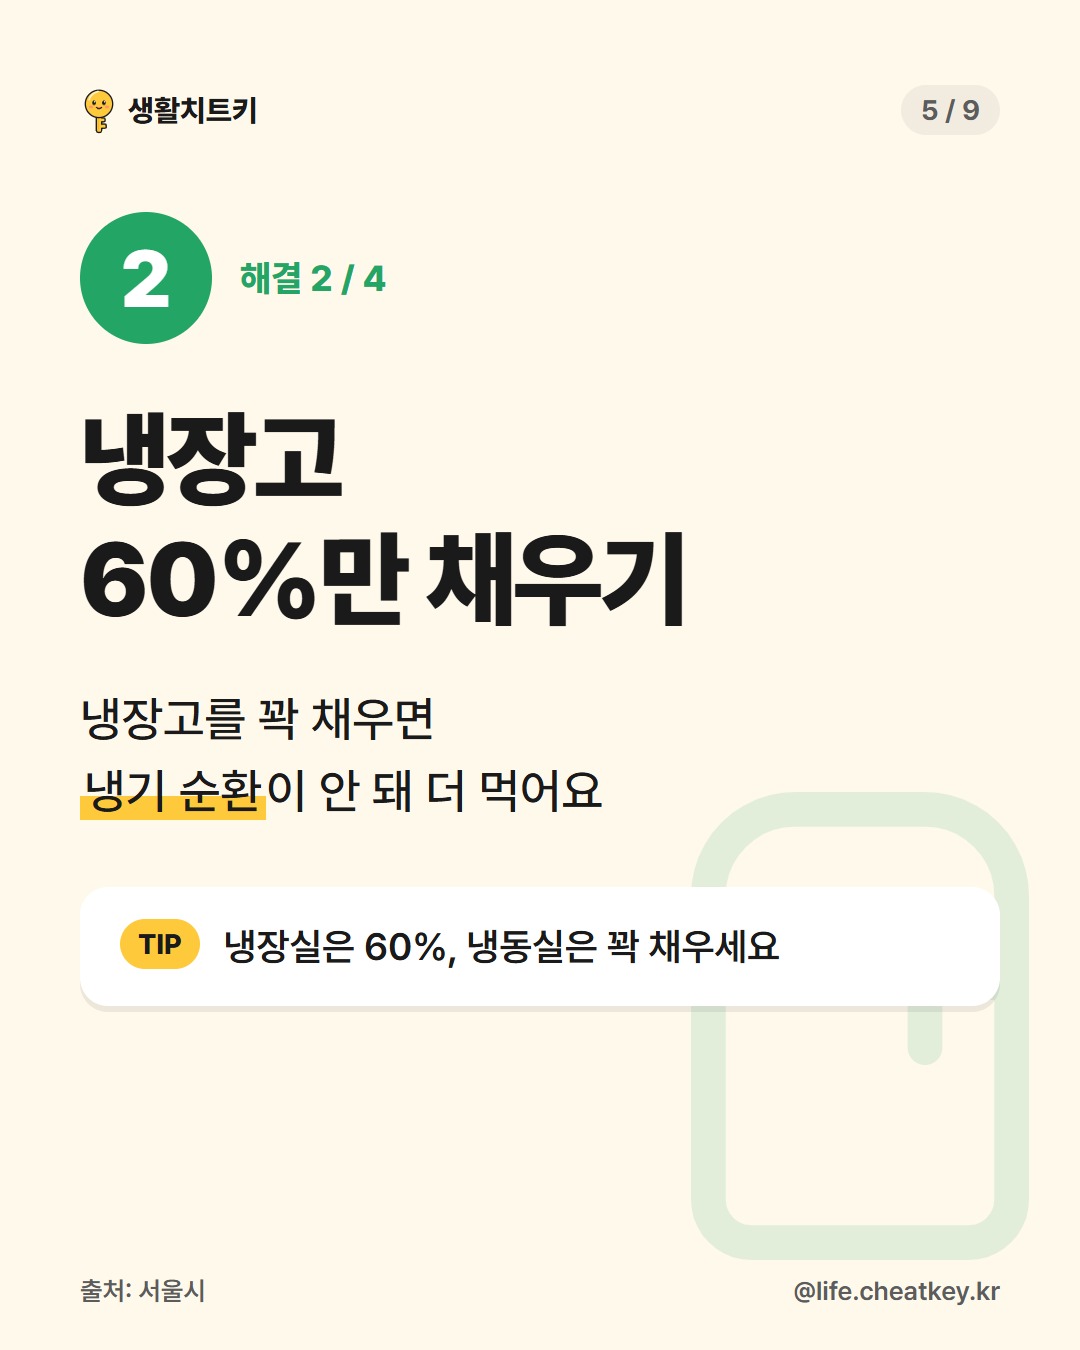 생활치트키
5 / 9
2
해결 2 / 4
냉장고
60%만 채우기
냉장고를 꽉 채우면
냉기 순환이 안 돼 더 먹어요
TIP 냉장실은 60%, 냉동실은 꽉 채우세요
출처: 서울시
@life.cheatkey.kr